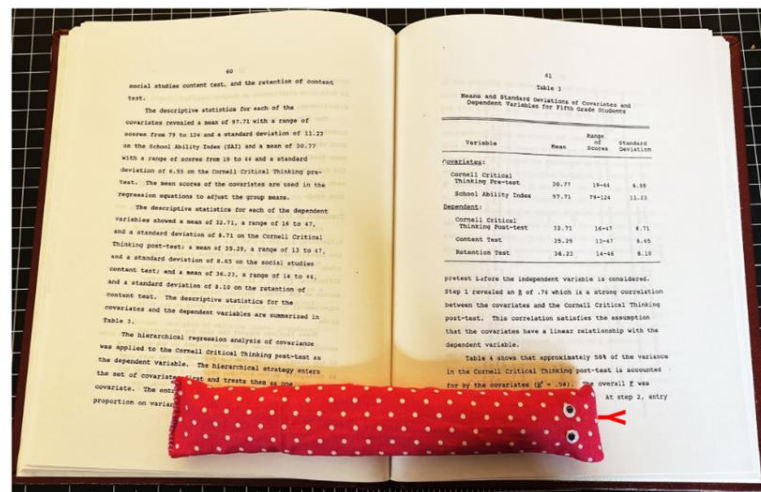 60
social studies content test, and the retention of content
test.
The descriptive statistics for each of the
covariates revealed a mean of 97.71 with a range of
scores from 79 to 124 and a standard deviation of 11.23
on the School Ability Index (SAI) and a mean of 30.77
with a range of scores from 18 to 44 and a standard
deviation of 6.55 on the Cornell Critical Thinking pre-
test. The mean scores of the covariates are used in the
regression equations to adjust the group means.
The descriptive statistics for each of the dependent
variables showed a mean of 32.71, a range of 16 to 47,
and a standard deviation of 8.71 on the Cornell Critical
Thinking post-test; a mean of 35.29, a range of 13 to 47,
and a standard deviation of 8.65 on the social studies
content test; and a mean of 36.23, a range of 14 to 46,
and a standard deviation of 8.10 on the retention of
content test. The descriptive statistics for the
covariates and the dependent variables are summarized in
Table 3.
The hierarchical regression analysis of covariance
was applied to the Cornell Critical Thinking post-test as
the dependent variable. The hierarchical strategy enters
the set of covariates first and treats them as one
covariate. The
proportion
61
Table 3
Means and Standard Deviations of Covariates and
Dependent Variables for Fifth Grade Students
Range
of Standard
Variable Mean Scores Deviation
Covariates:
Cornell Critical
Thinking Pre-test 30.77 18-44 6.55
School Ability Index 97.71 79-124 11.23
Dependent:
Cornell Critical
Thinking Post-test 32.71 16-47 8.71
Content Test 35.29 13-47 8.65
Retention Test 36.23 14-46 8.10
pretest before the independent variable is considered.
Step 1 revealed an R of .76 which is a strong correlation
between the covariates and the Cornell Critical Thinking
post-test. This correlation satisfies the assumption
that the covariates have a linear relationship with the
dependent variable.
Table 4 shows that approximately 58% of the variance
in the Cornell Critical Thinking post-test is accounted
for by the covariates (R² = .58). The overall F was
At step 2, entry